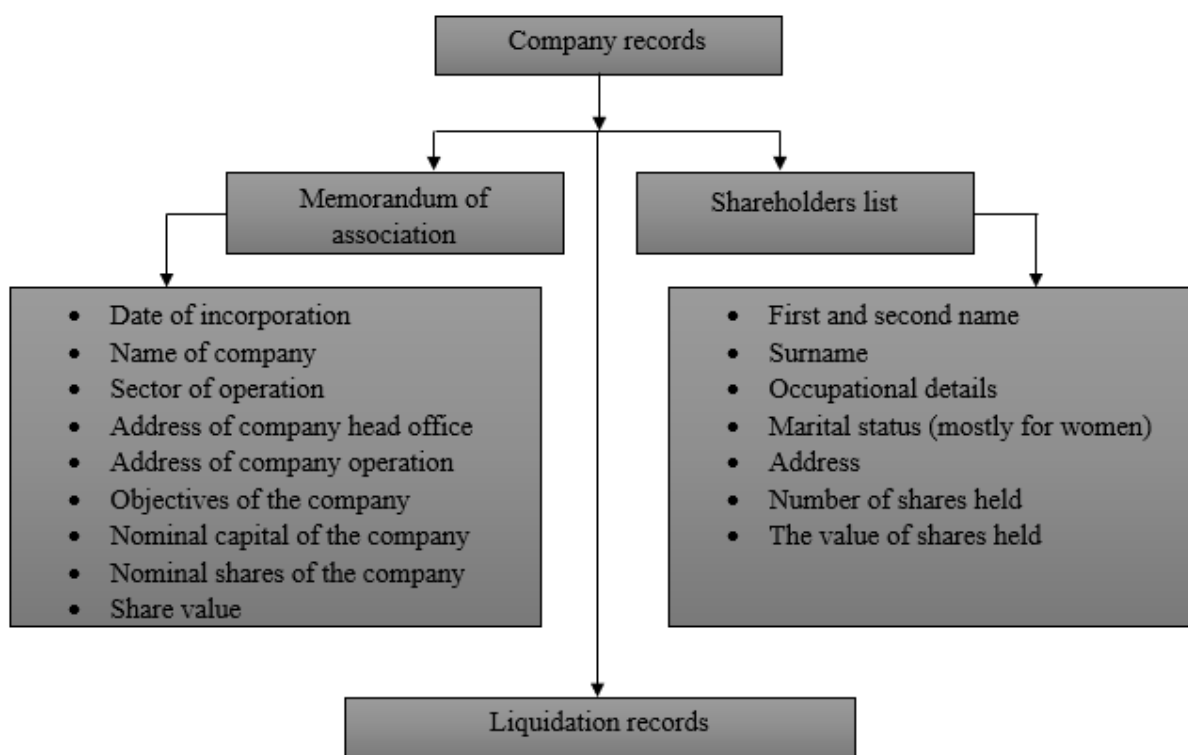 Company records
Memorandum of
association
Shareholders list
• Date of incorporation
• Name of company
• Sector of operation
• Address of company head office
• Address of company operation
• Objectives of the company
• Nominal capital of the company
• Nominal shares of the company
• Share value
• First and second name
• Surname
• Occupational details
• Marital status (mostly for women)
• Address
• Number of shares held
• The value of shares held
Liquidation records